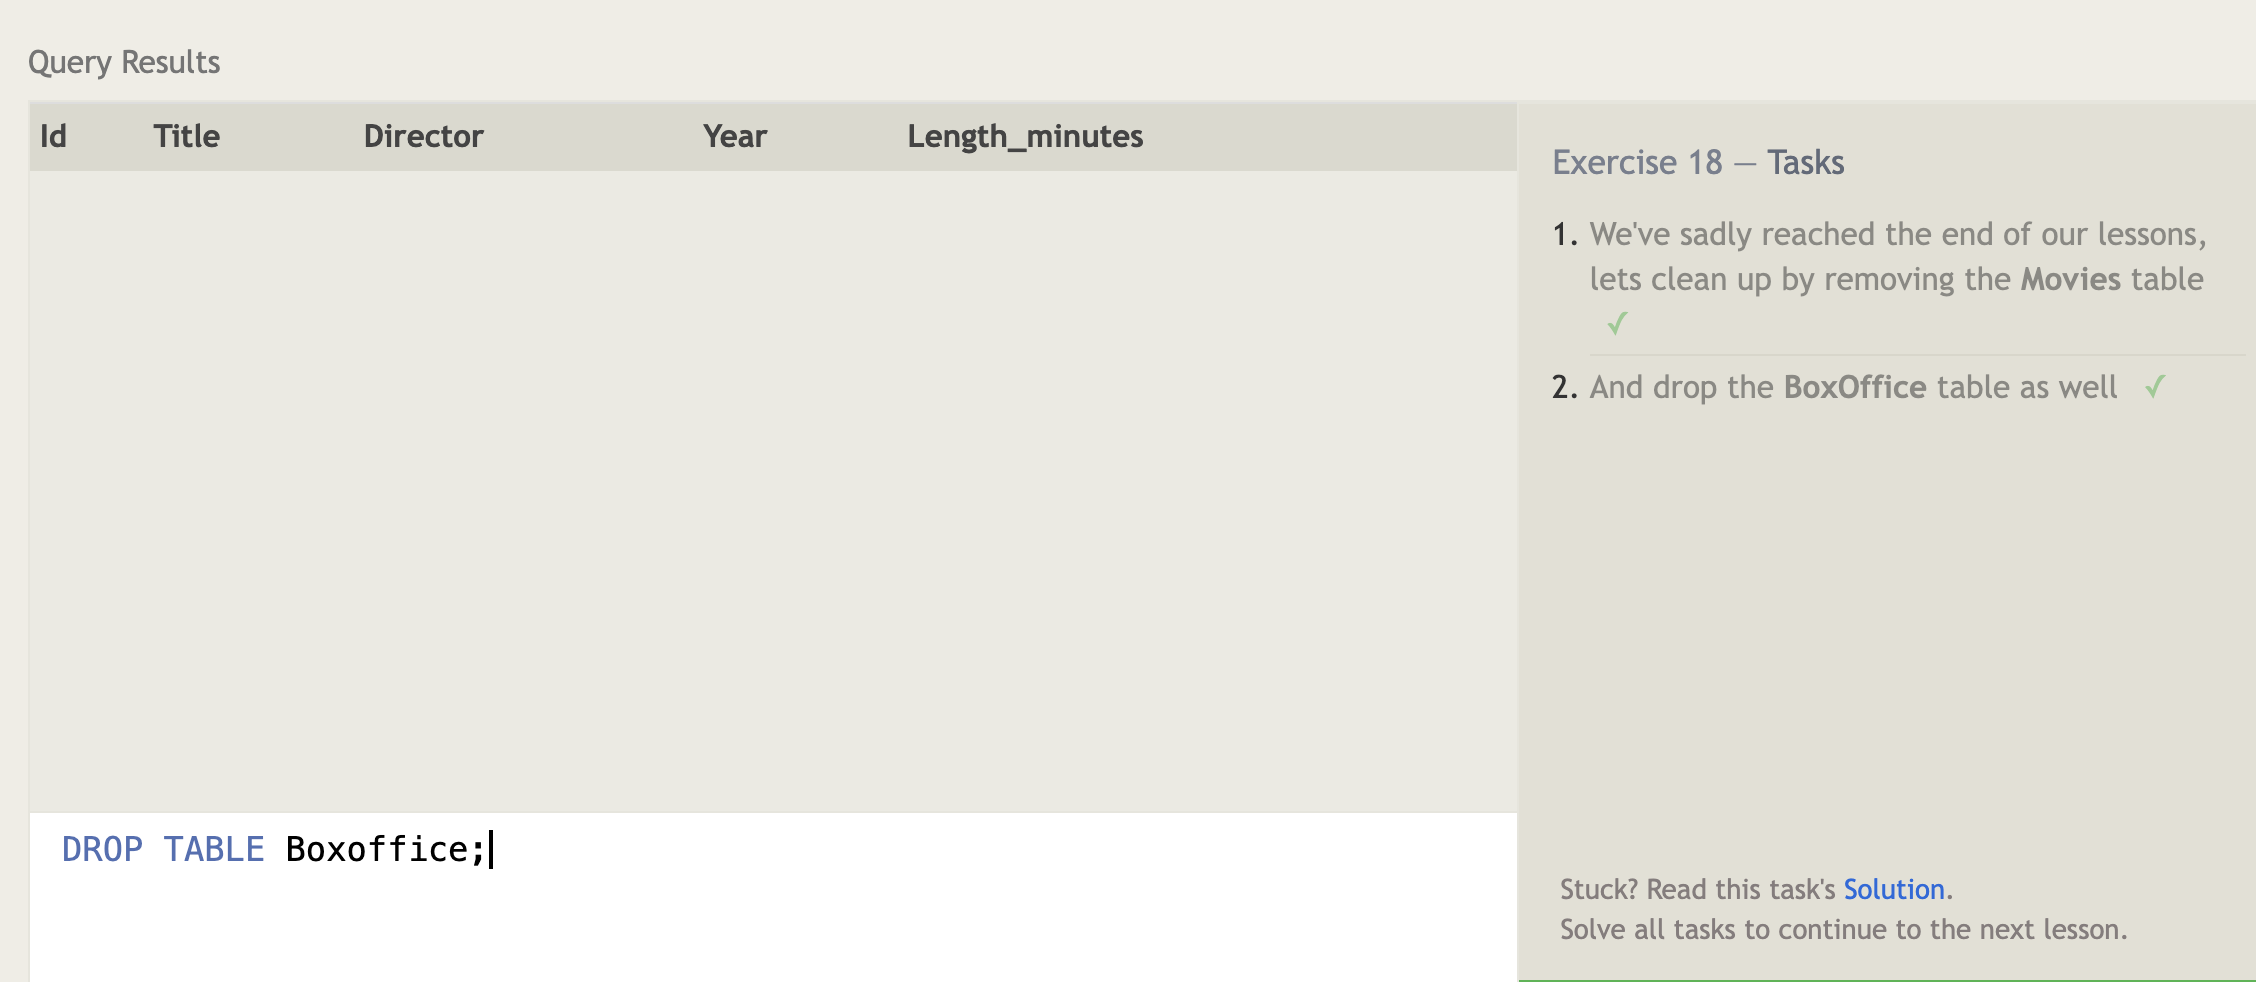 Query Results
Id Title Director Year Length_minutes
Exercise 18 — Tasks
1. We've sadly reached the end of our lessons,
lets clean up by removing the Movies table
✓
2. And drop the BoxOffice table as well ✓
DROP TABLE Boxoffice;
Stuck? Read this task's Solution.
Solve all tasks to continue to the next lesson.